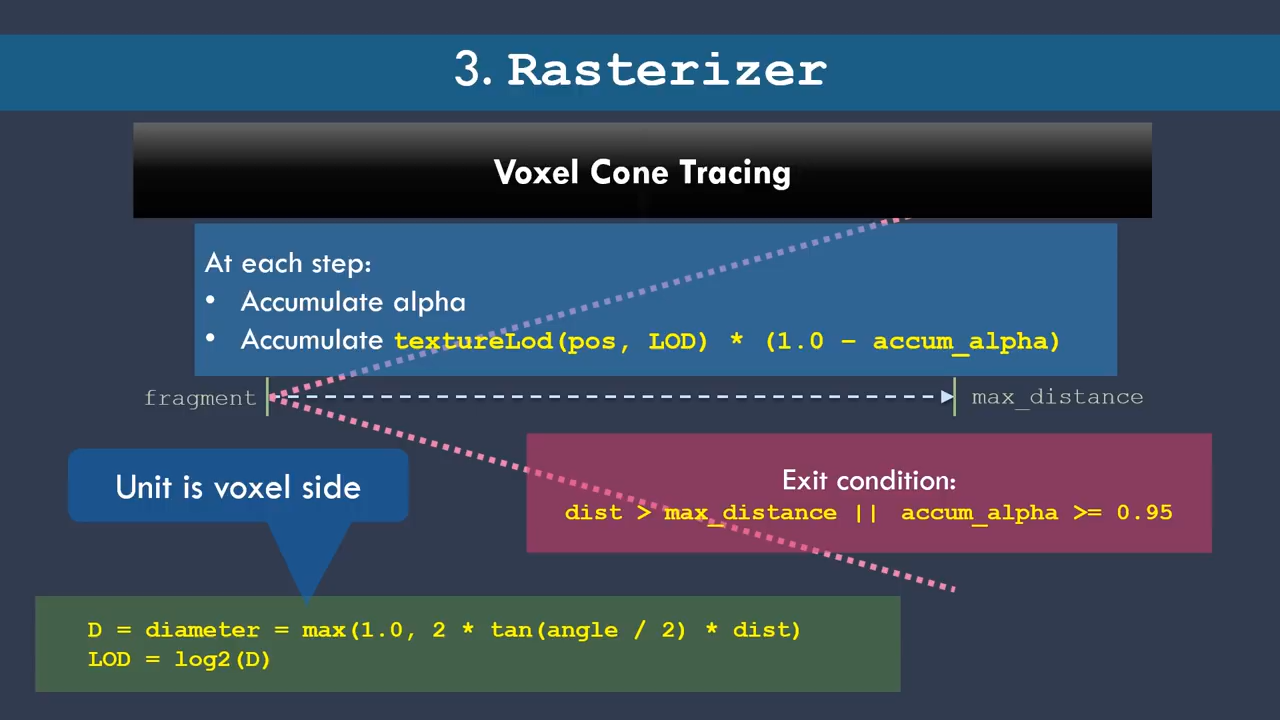 3. Rasterizer
Voxel Cone Tracing
At each step:
• Accumulate alpha
• Accumulate textureLod(pos, LOD) * (1.0 – accum_alpha)
fragment
max_distance
Unit is voxel side
Exit condition:
dist > max_distance || accum_alpha >= 0.95
D = diameter = max(1.0, 2 * tan(angle / 2) * dist)
LOD = log2(D)